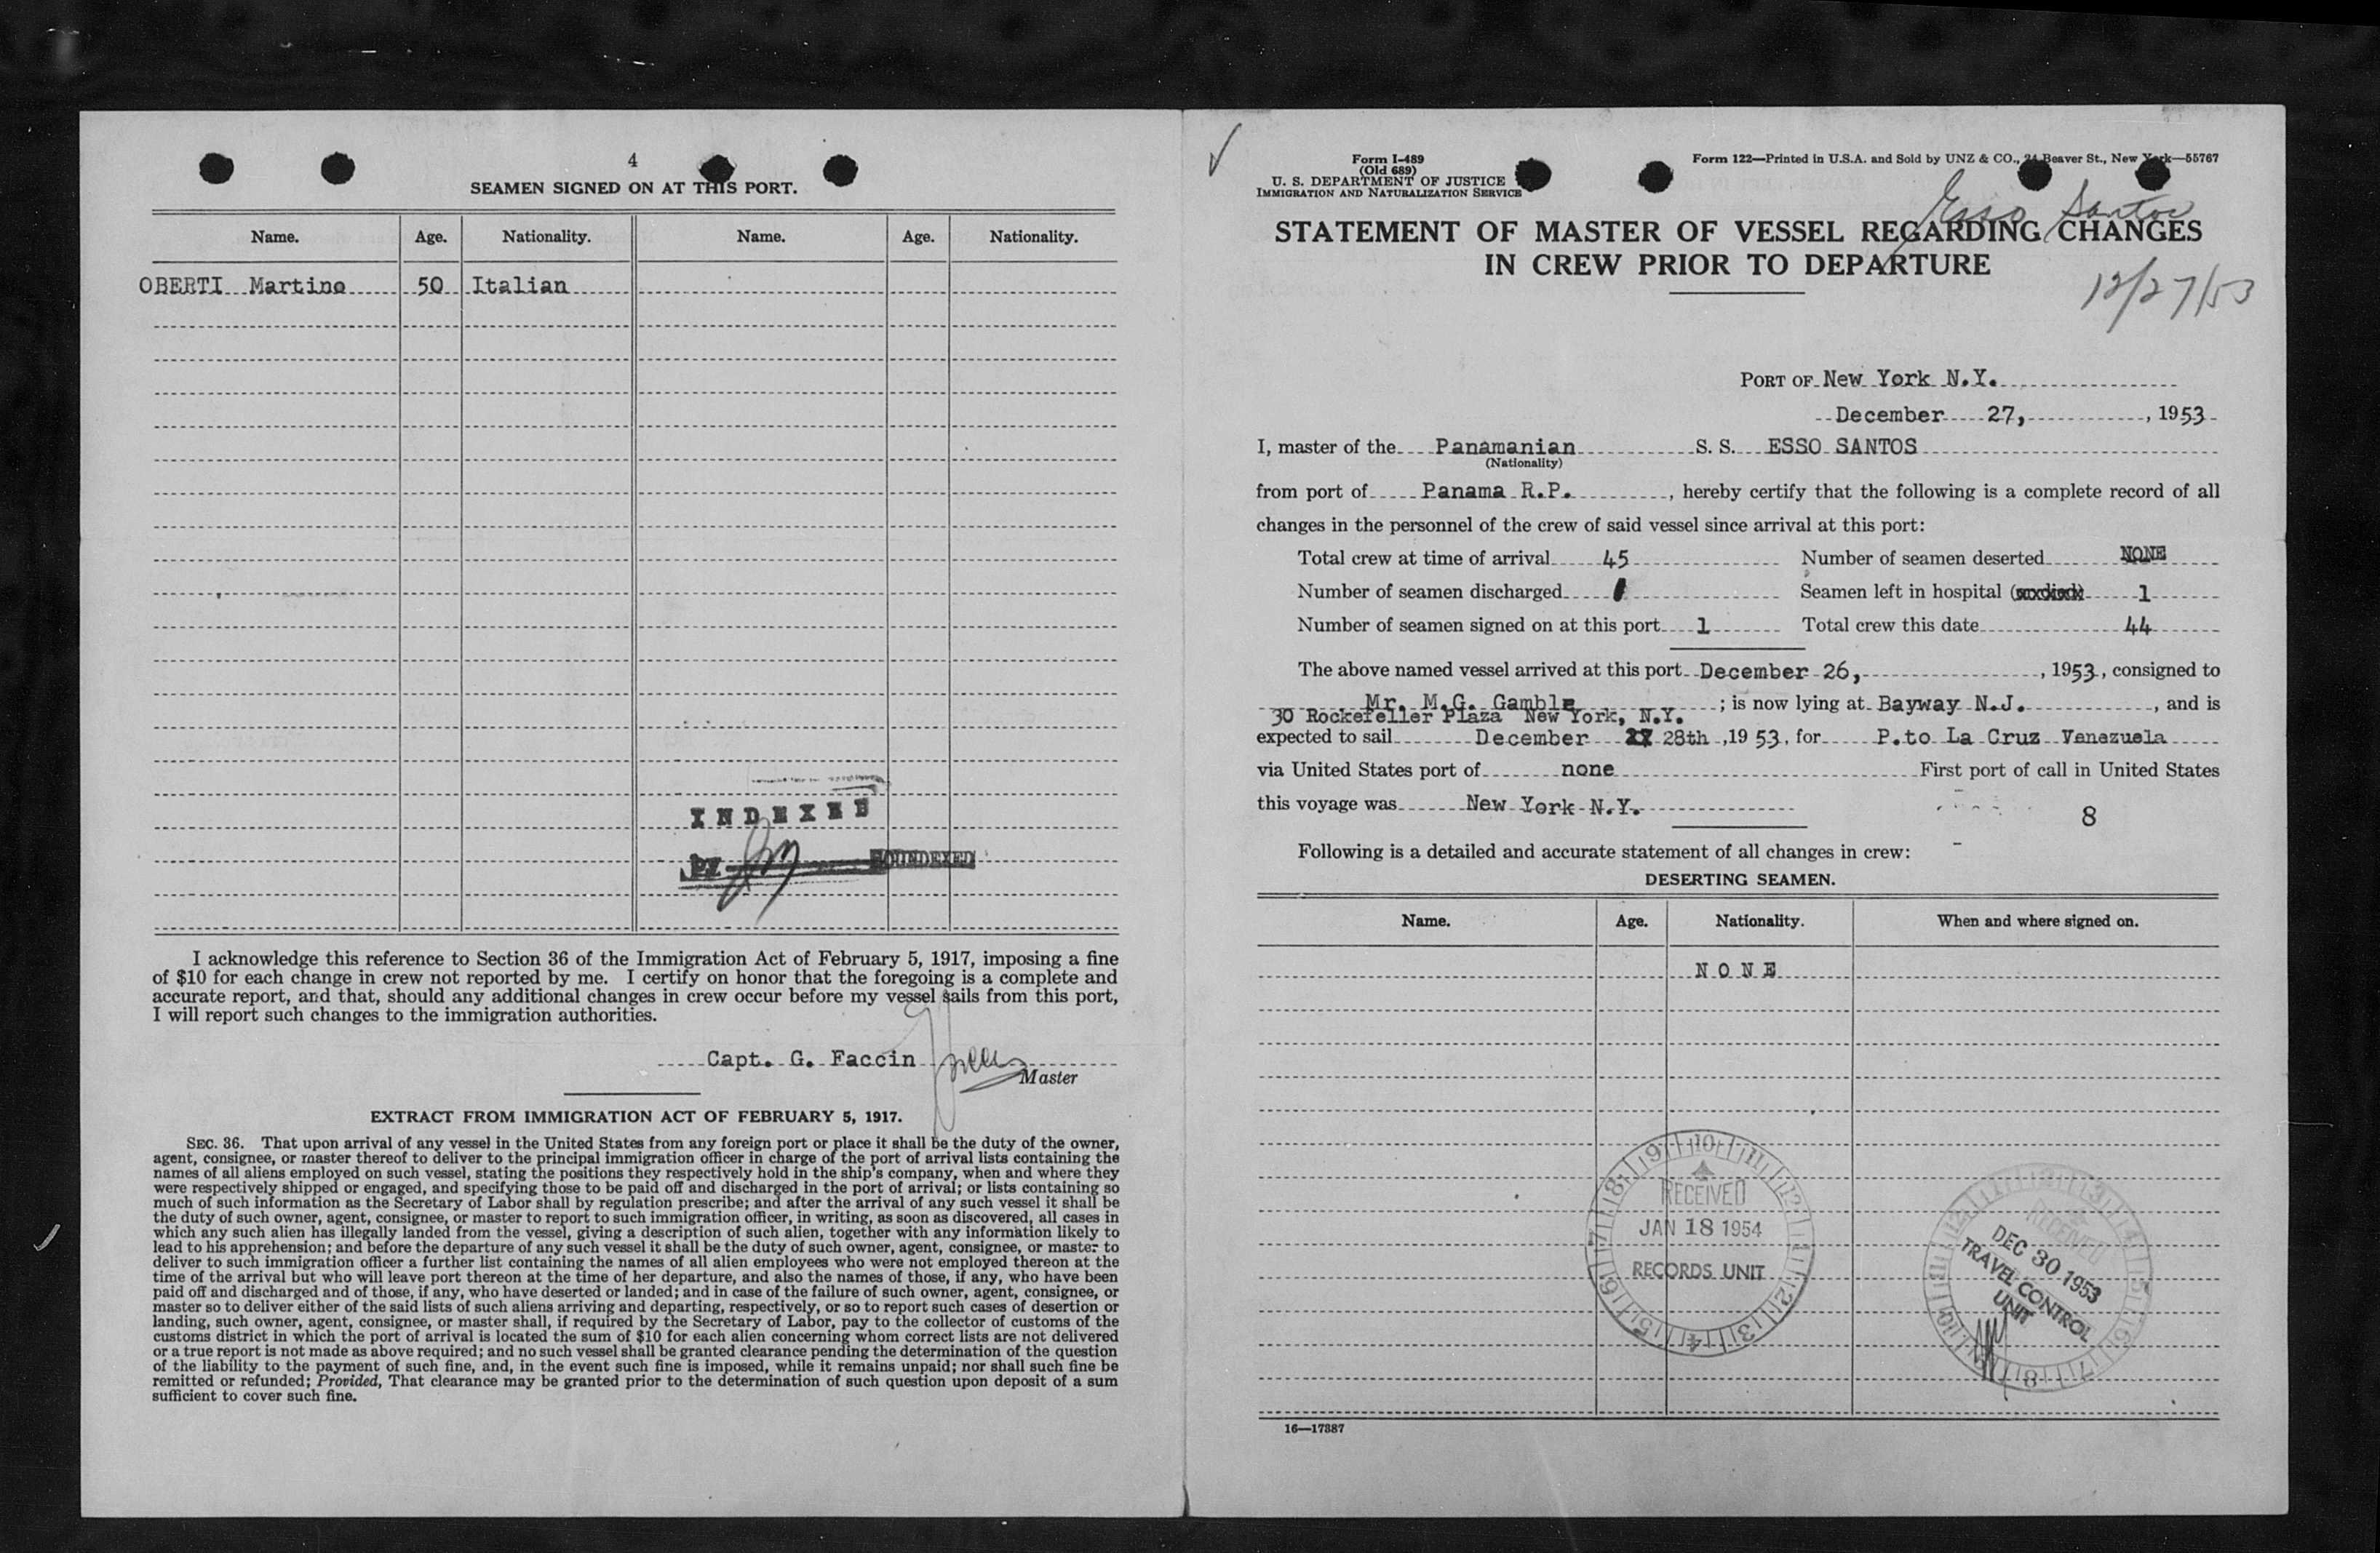 4
SEAMEN SIGNED ON AT THIS PORT.
Name. Age. Nationality. Name. Age. Nationality.
OBERTI Martino 50 Italian
INDEXED
by
I acknowledge this reference to Section 36 of the Immigration Act of February 5, 1917, imposing a fine
of $10 for each change in crew not reported by me. I certify on honor that the foregoing is a complete and
accurate report, and that, should any additional changes in crew occur before my vessel sails from this port,
I will report such changes to the immigration authorities.
Capt. G. Faccin
Master
EXTRACT FROM IMMIGRATION ACT OF FEBRUARY 5, 1917.
SEC. 36. That upon arrival of any vessel in the United States from any foreign port or place it shall be the duty of the owner,
agent, consignee, or master thereof to deliver to the principal immigration officer in charge of the port of arrival lists containing the
names of all aliens employed on such vessel, stating the positions they respectively hold in the ship's company, when and where they
were respectively shipped or engaged, and specifying those to be paid off and discharged in the port of arrival; or lists containing so
much of such information as the Secretary of Labor shall by regulation prescribe; and after the arrival of any such vessel it shall be
the duty of such owner, agent, consignee, or master to report to such immigration officer, in writing, as soon as discovered, all cases in
which any such alien has illegally landed from the vessel, giving a description of such alien, together with any information likely to
lead to his apprehension; and before the departure of any such vessel it shall be the duty of such owner, agent, consignee, or master to
deliver to such immigration officer a further list containing the names of all alien employees who were not employed thereon at the
time of the arrival but who will leave port thereon at the time of her departure, and also the names of those, if any, who have been
paid off and discharged and of those, if any, who have deserted or landed; and in case of the failure of such owner, agent, consignee, or
master so to deliver either of the said lists of such aliens arriving and departing, respectively, or so to report such cases of desertion or
landing, such owner, agent, consignee, or master shall, if required by the Secretary of Labor, pay to the collector of customs of the
customs district in which the port of arrival is located the sum of $10 for each alien concerning whom correct lists are not delivered
or a true report is not made as above required; and no such vessel shall be granted clearance pending the determination of the question
of the liability to the payment of such fine, and, in the event such fine is imposed, while it remains unpaid; nor shall such fine be
remitted or refunded; Provided, That clearance may be granted prior to the determination of such question upon deposit of a sum
sufficient to cover such fine.
Form I-489
(Old 689)
U. S. DEPARTMENT OF JUSTICE
IMMIGRATION AND NATURALIZATION SERVICE
Form 122—Printed in U.S.A. and Sold by UNZ & CO., 24 Beaver St., New York—55767
Esso Santos
STATEMENT OF MASTER OF VESSEL REGARDING CHANGES
IN CREW PRIOR TO DEPARTURE
12/27/53
PORT OF New York N.Y.
December 27, , 1953
I, master of the Panamanian S. S. ESSO SANTOS
(Nationality)
from port of Panama R.P. , hereby certify that the following is a complete record of all
changes in the personnel of the crew of said vessel since arrival at this port:
Total crew at time of arrival 45 Number of seamen deserted NONE
Number of seamen discharged Seamen left in hospital ( ) 1
Number of seamen signed on at this port 1 Total crew this date 44
The above named vessel arrived at this port December 26, , 1953, consigned to
Mr. M.G. Gamble ; is now lying at Bayway N.J. , and is
30 Rockefeller Plaza New York, N.Y.
expected to sail December 28th ,1953, for P.to La Cruz Vanezuela
via United States port of none First port of call in United States
this voyage was New York N.Y.
8
Following is a detailed and accurate statement of all changes in crew:
DESERTING SEAMEN.
Name. Age. Nationality. When and where signed on.
NONE
RECEIVED
JAN 18 1954
RECORDS UNIT
RECEIVED
DEC 30 1953
TRAVEL CONTROL
UNIT
16—17387